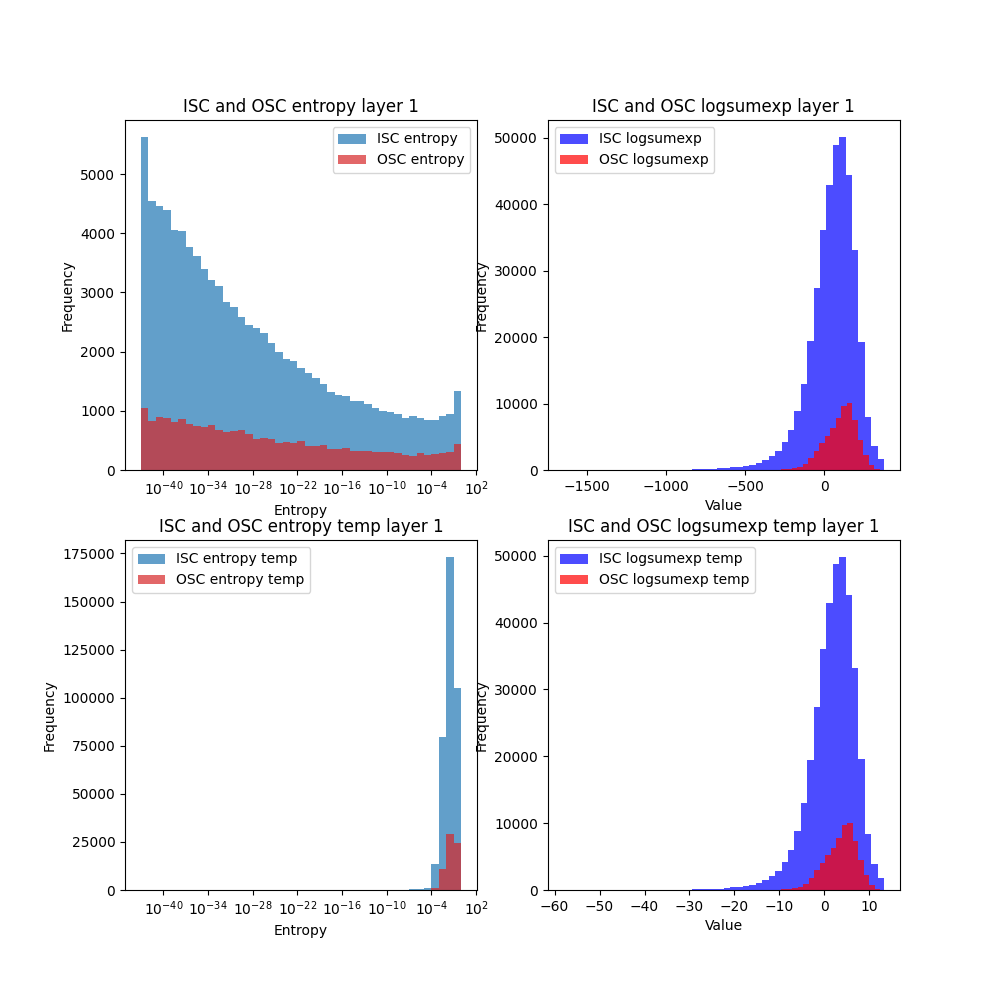 ISC and OSC entropy layer 1
ISC entropy
OSC entropy
Frequency
5000
4000
3000
2000
1000
0
10⁻⁴⁰ 10⁻³⁴ 10⁻²⁸ 10⁻²² 10⁻¹⁶ 10⁻¹⁰ 10⁻⁴ 10²
Entropy
ISC and OSC logsumexp layer 1
ISC logsumexp
OSC logsumexp
Frequency
50000
40000
30000
20000
10000
0
−1500 −1000 −500 0
Value
ISC and OSC entropy temp layer 1
ISC entropy temp
OSC entropy temp
Frequency
175000
150000
125000
100000
75000
50000
25000
0
10⁻⁴⁰ 10⁻³⁴ 10⁻²⁸ 10⁻²² 10⁻¹⁶ 10⁻¹⁰ 10⁻⁴ 10²
Entropy
ISC and OSC logsumexp temp layer 1
ISC logsumexp temp
OSC logsumexp temp
Frequency
50000
40000
30000
20000
10000
0
−60 −50 −40 −30 −20 −10 0 10
Value